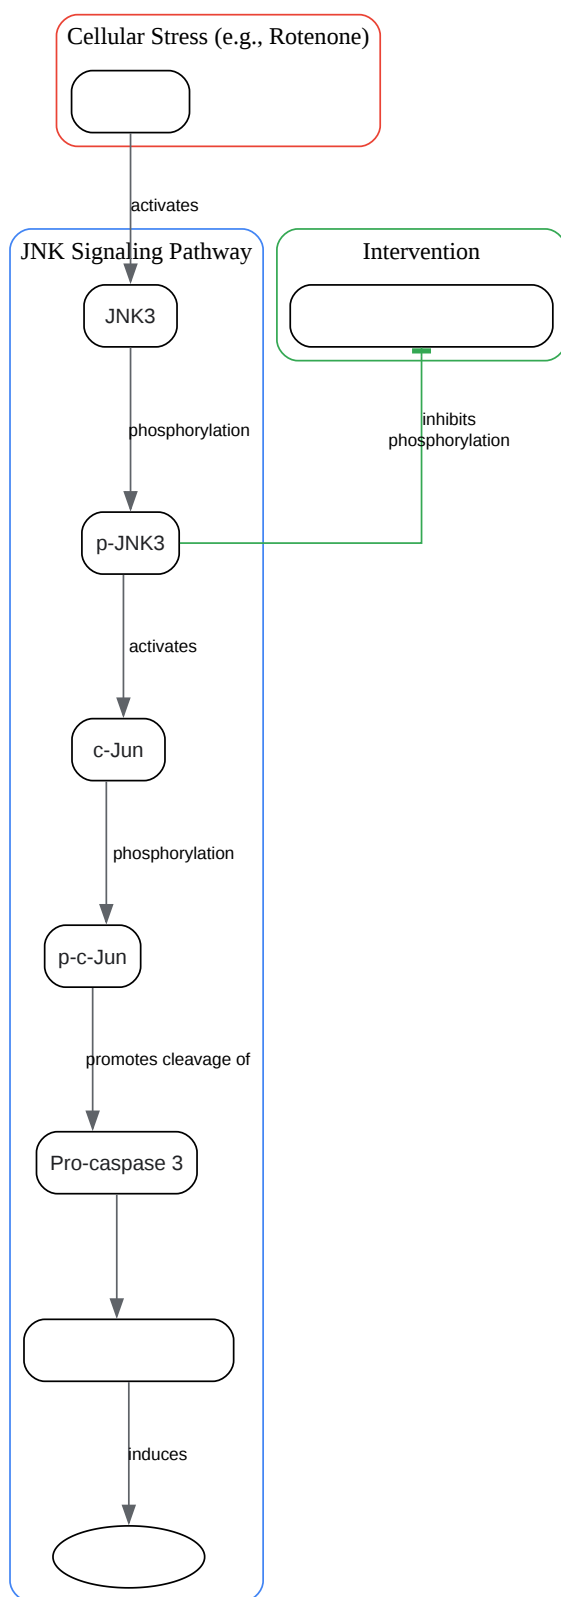 Cellular Stress (e.g., Rotenone)
activates
JNK Signaling Pathway
Intervention
JNK3
inhibits
phosphorylation
phosphorylation
p-JNK3
activates
c-Jun
phosphorylation
p-c-Jun
promotes cleavage of
Pro-caspase 3
induces